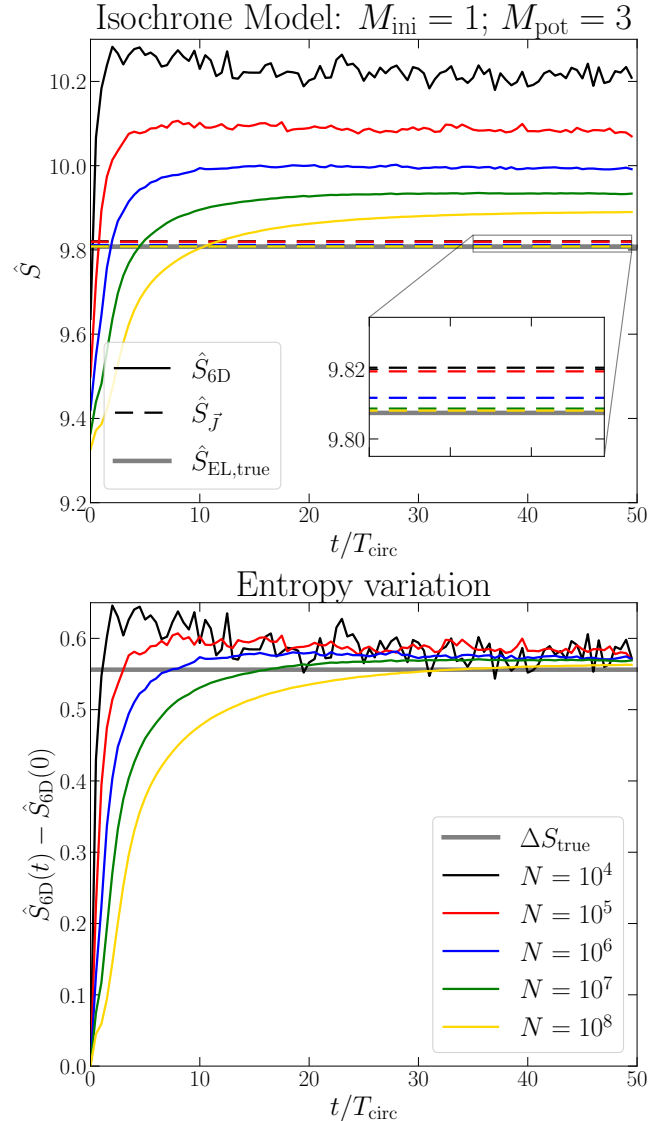 Isochrone Model: $M_{\rm ini} = 1$; $M_{\rm pot} = 3$
10.2
10.0
9.8
9.6
9.4
9.2
$\hat{S}$
$\hat{S}_{\rm 6D}$
$\hat{S}_{\vec{J}}$
$\hat{S}_{\rm EL,true}$
9.82
9.80
0 10 20 30 40 50
$t/T_{\rm circ}$
Entropy variation
0.6
0.5
0.4
0.3
0.2
0.1
0.0
$\hat{S}_{\rm 6D}(t) - \hat{S}_{\rm 6D}(0)$
$\Delta S_{\rm true}$
$N = 10^4$
$N = 10^5$
$N = 10^6$
$N = 10^7$
$N = 10^8$
0 10 20 30 40 50
$t/T_{\rm circ}$